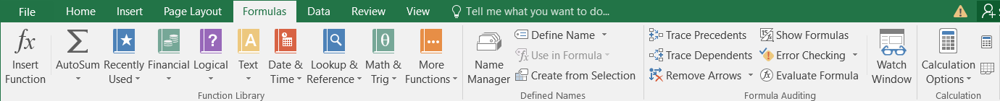 File Home Insert Page Layout Formulas Data Review View Tell me what you want to do...
fx
Insert
Function
Σ
AutoSum
Recently
Used
Financial
?
Logical
A
Text
Date &
Time
Lookup &
Reference
θ
Math &
Trig
...
More
Functions
Function Library
Name
Manager
Define Name
fx Use in Formula
Create from Selection
Defined Names
Trace Precedents
Trace Dependents
Remove Arrows
Show Formulas
Error Checking
fx Evaluate Formula
Watch
Window
Formula Auditing
Calculation
Options
Calculation